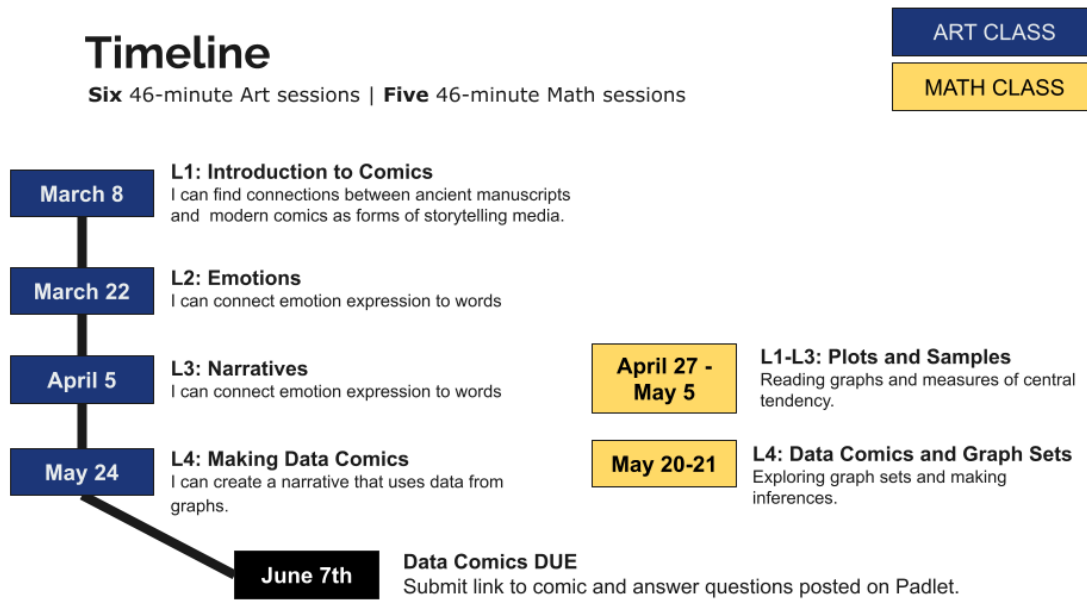 Timeline
Six 46-minute Art sessions | Five 46-minute Math sessions
ART CLASS
MATH CLASS
March 8
L1: Introduction to Comics
I can find connections between ancient manuscripts
and modern comics as forms of storytelling media.
March 22
L2: Emotions
I can connect emotion expression to words
April 5
L3: Narratives
I can connect emotion expression to words
May 24
L4: Making Data Comics
I can create a narrative that uses data from
graphs.
April 27 -
May 5
L1-L3: Plots and Samples
Reading graphs and measures of central
tendency.
May 20-21
L4: Data Comics and Graph Sets
Exploring graph sets and making
inferences.
June 7th
Data Comics DUE
Submit link to comic and answer questions posted on Padlet.